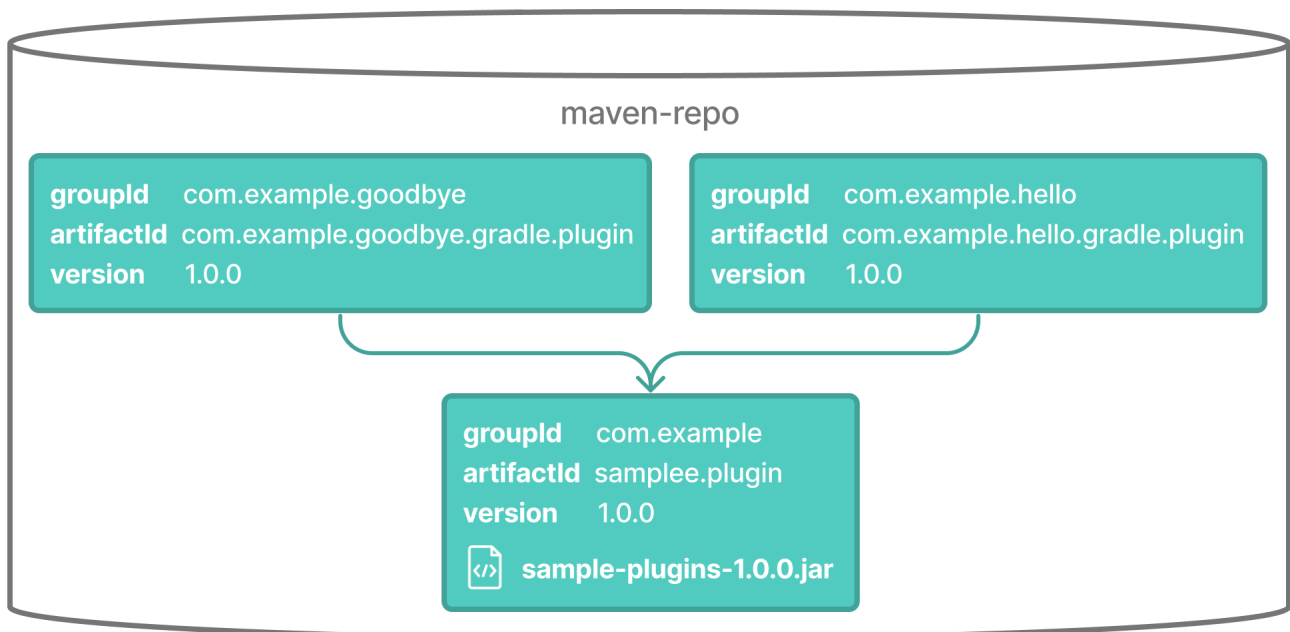 maven-repo
groupId com.example.goodbye
artifactId com.example.goodbye.gradle.plugin
version 1.0.0
groupId com.example.hello
artifactId com.example.hello.gradle.plugin
version 1.0.0
groupId com.example
artifactId samplee.plugin
version 1.0.0
</> sample-plugins-1.0.0.jar